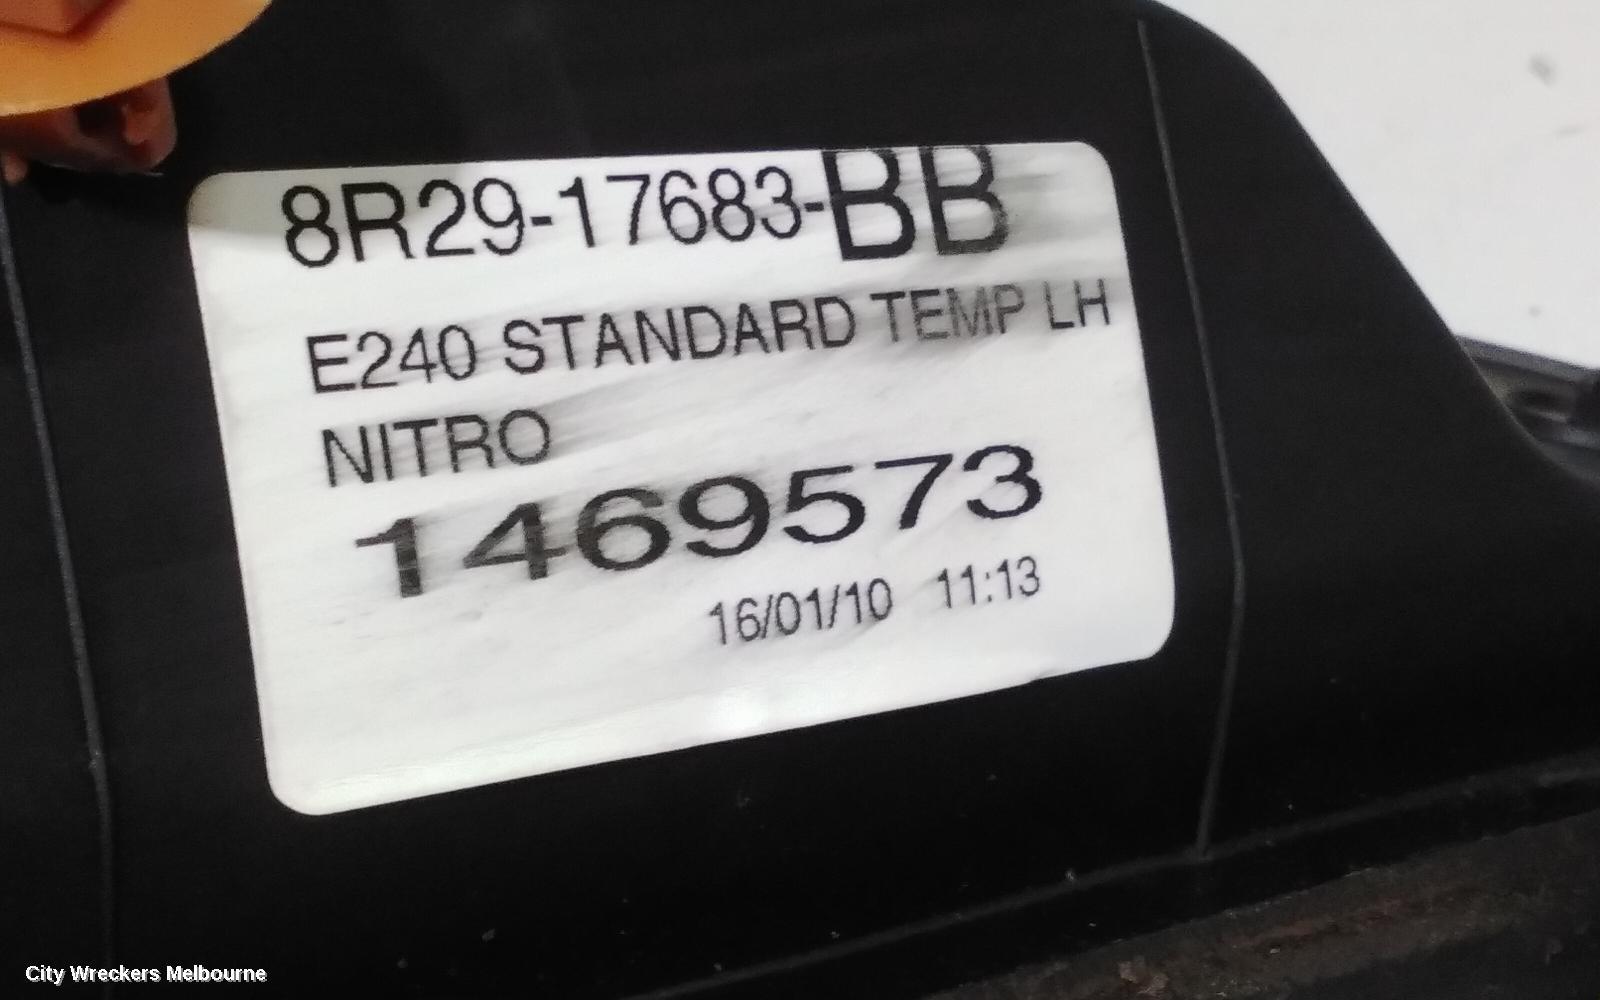 8R29-17683-BB
E240 STANDARD TEMP LH
NITRO
1469573
16/01/10 11:13
City Wreckers Melbourne